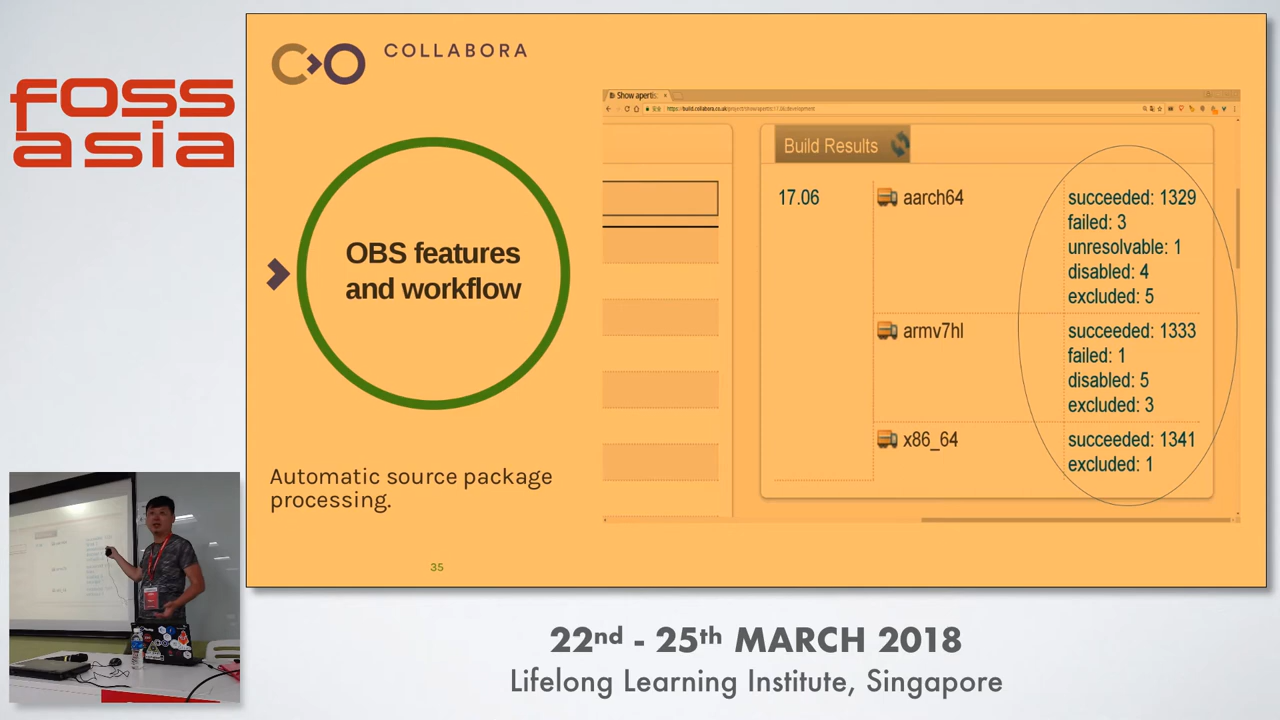 foss
asia
COLLABORA
OBS features
and workflow
Automatic source package
processing.
35
Show apertis:
Build Results
17.06
aarch64
succeeded: 1329
failed: 3
unresolvable: 1
disabled: 4
excluded: 5
armv7hl
succeeded: 1333
failed: 1
disabled: 5
excluded: 3
x86_64
succeeded: 1341
excluded: 1
22nd - 25th MARCH 2018
Lifelong Learning Institute, Singapore